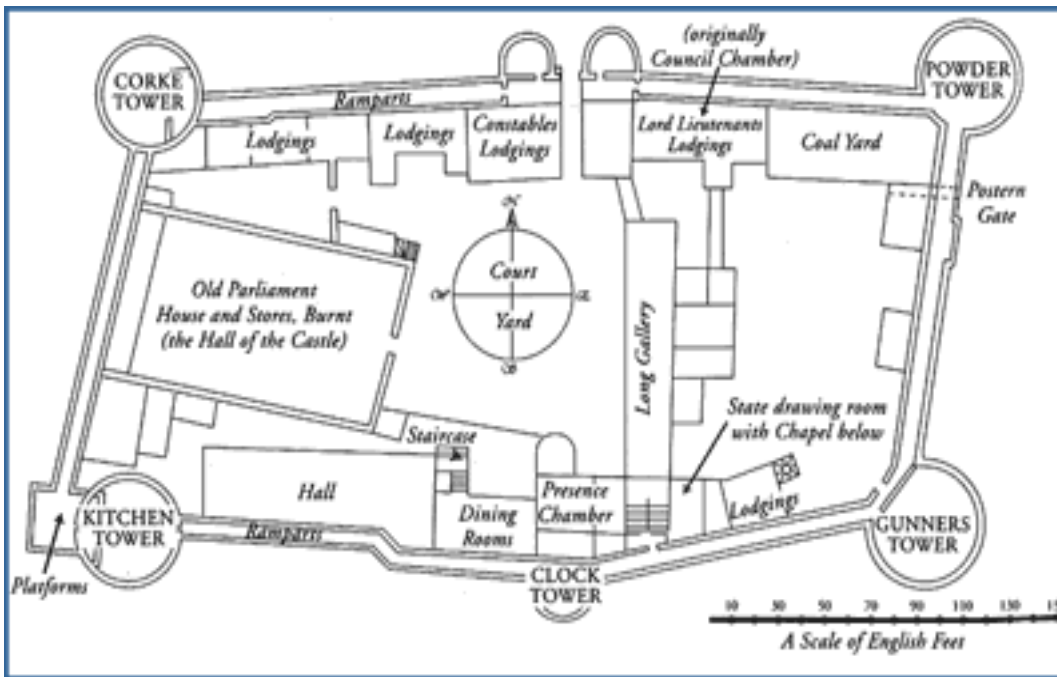 (originally
Council Chamber)
CORKE
TOWER
POWDER
TOWER
Ramparts
Lodgings
Lodgings
Constables
Lodgings
Lord Lieutenants
Lodgings
Coal Yard
Postern
Gate
N
Court
W
E
Yard
S
Old Parliament
House and Stores, Burnt
(the Hall of the Castle)
Long Gallery
State drawing room
with Chapel below
Staircase
Hall
Presence
Chamber
Lodgings
Dining
Rooms
KITCHEN
TOWER
Ramparts
GUNNERS
TOWER
Platforms
CLOCK
TOWER
10 30 50 70 90 110 130
A Scale of English Feet